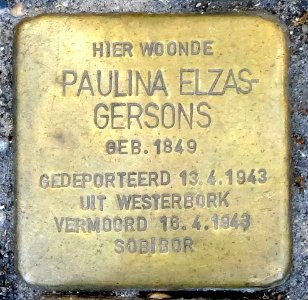 HIER WOONDE
PAULINA ELZAS-
GERSONS
GEB. 1849
GEDEPORTEERD 13.4.1943
UIT WESTERBORK
VERMOORD 16.4.1943
SOBIBOR